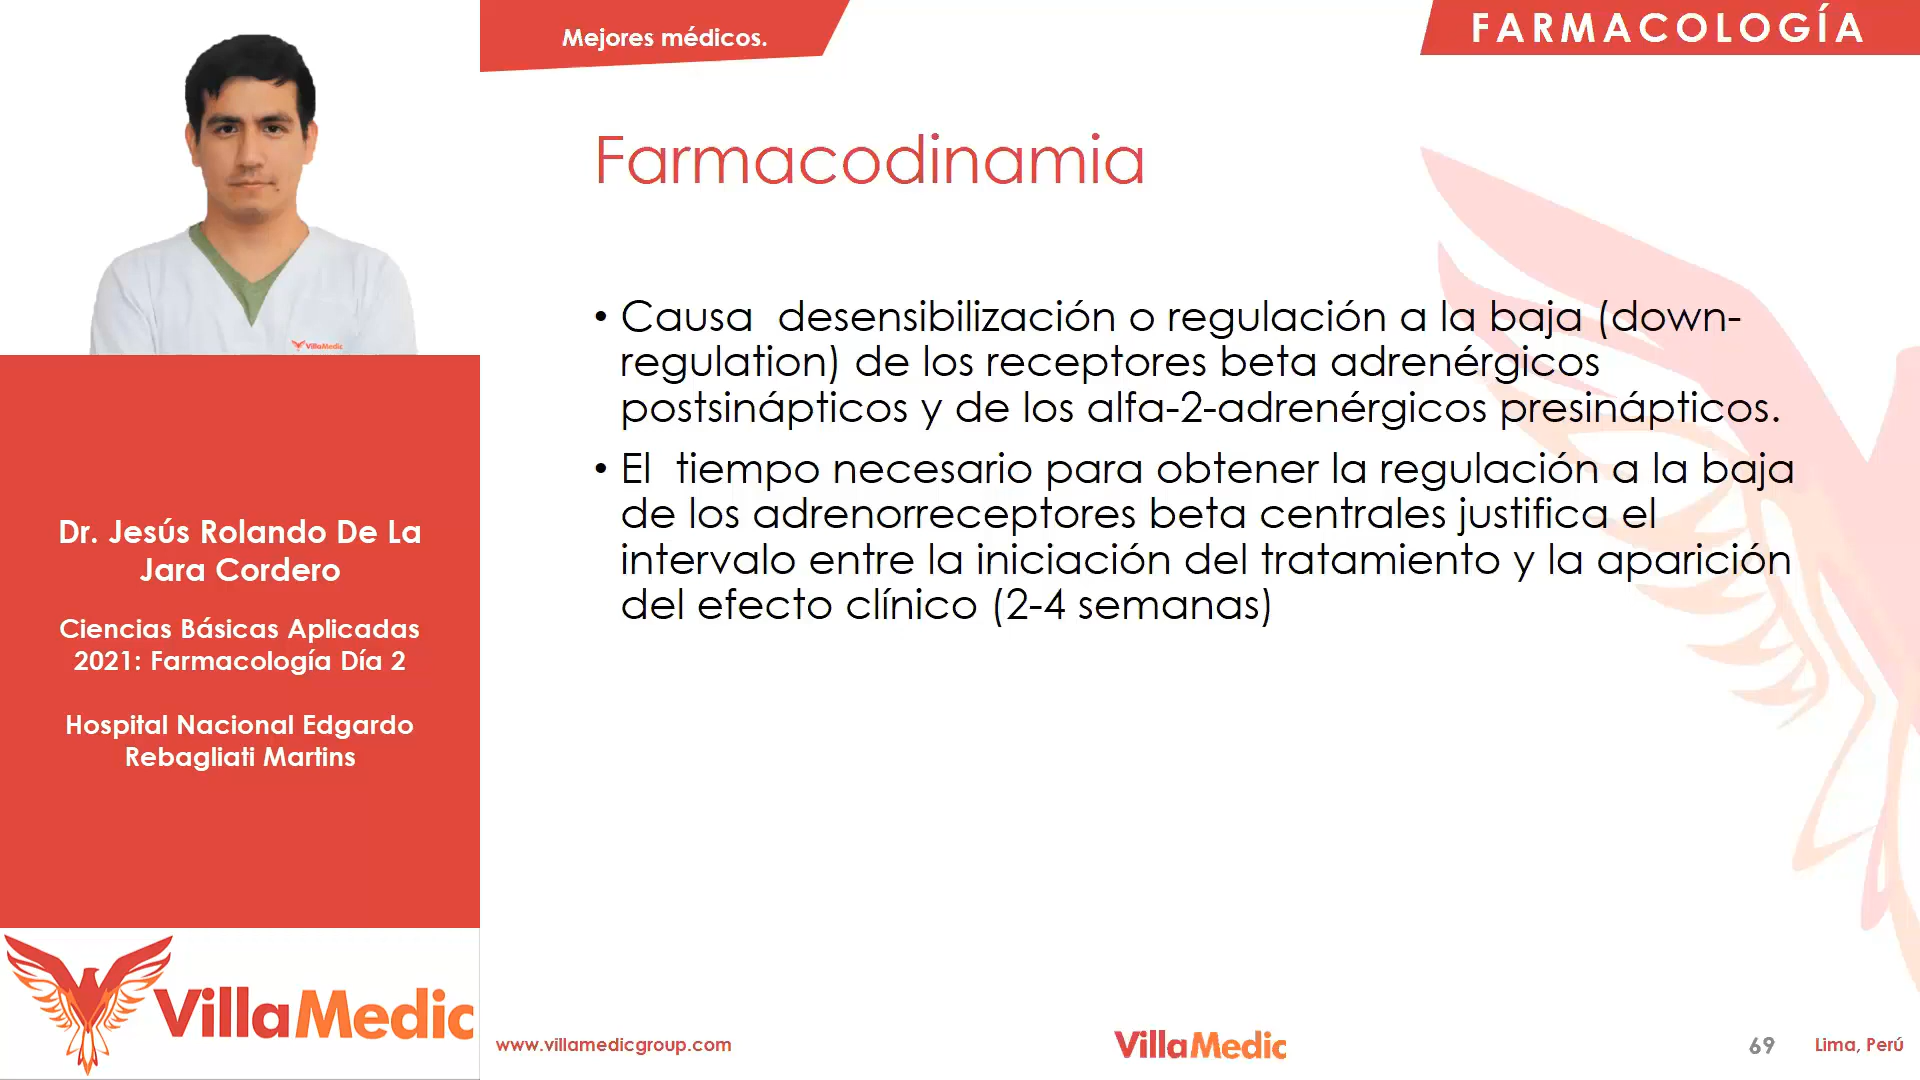 Mejores médicos.
FARMACOLOGÍA
VillaMedic
Dr. Jesús Rolando De La
Jara Cordero
Ciencias Básicas Aplicadas
2021: Farmacología Día 2
Hospital Nacional Edgardo
Rebagliati Martins
VillaMedic
Farmacodinamia
• Causa desensibilización o regulación a la baja (down-
regulation) de los receptores beta adrenérgicos
postsinápticos y de los alfa-2-adrenérgicos presinápticos.
• El tiempo necesario para obtener la regulación a la baja
de los adrenorreceptores beta centrales justifica el
intervalo entre la iniciación del tratamiento y la aparición
del efecto clínico (2-4 semanas)
www.villamedicgroup.com
VillaMedic
69
Lima, Perú